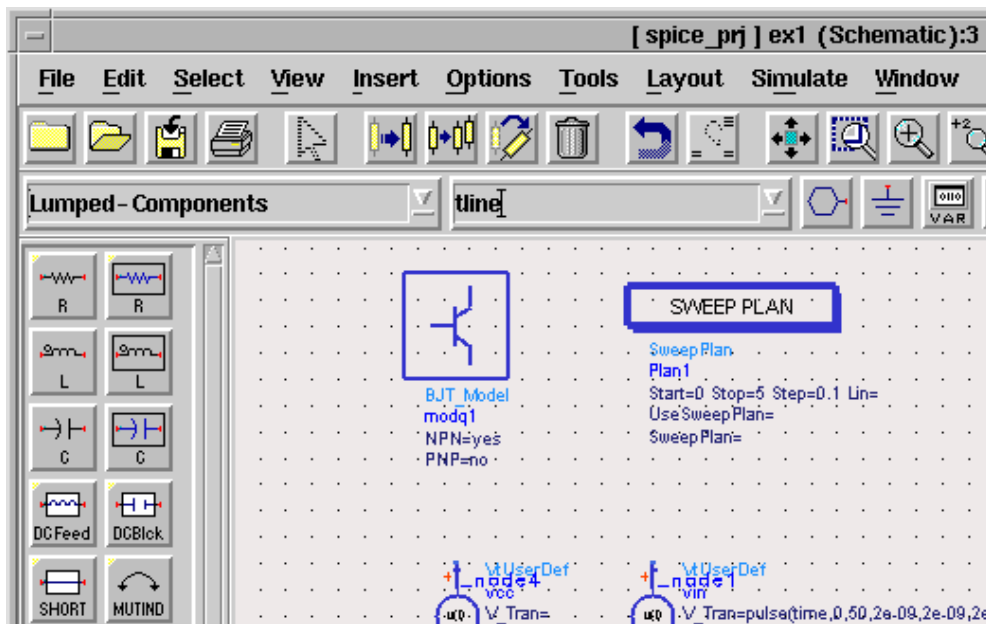 [ spice_prj ] ex1 (Schematic):3
File Edit Select View Insert Options Tools Layout Simulate Window
+2
Lumped-Components tline VAR
R R
L L
C C
DCFeed DCBlck
SHORT MUTIND
BJT_Model
modq1
NPN=yes
PNP=no
SWEEP PLAN
SweepPlan
Plan1
Start=0 Stop=5 Step=0.1 Lin=
UseSweepPlan=
SweepPlan=
VtUserDef
_node4
vcc
V_Tran=
VtUserDef
_node1
vin
V_Tran=pulse(time,0,50,2e-09,2e-09,2e